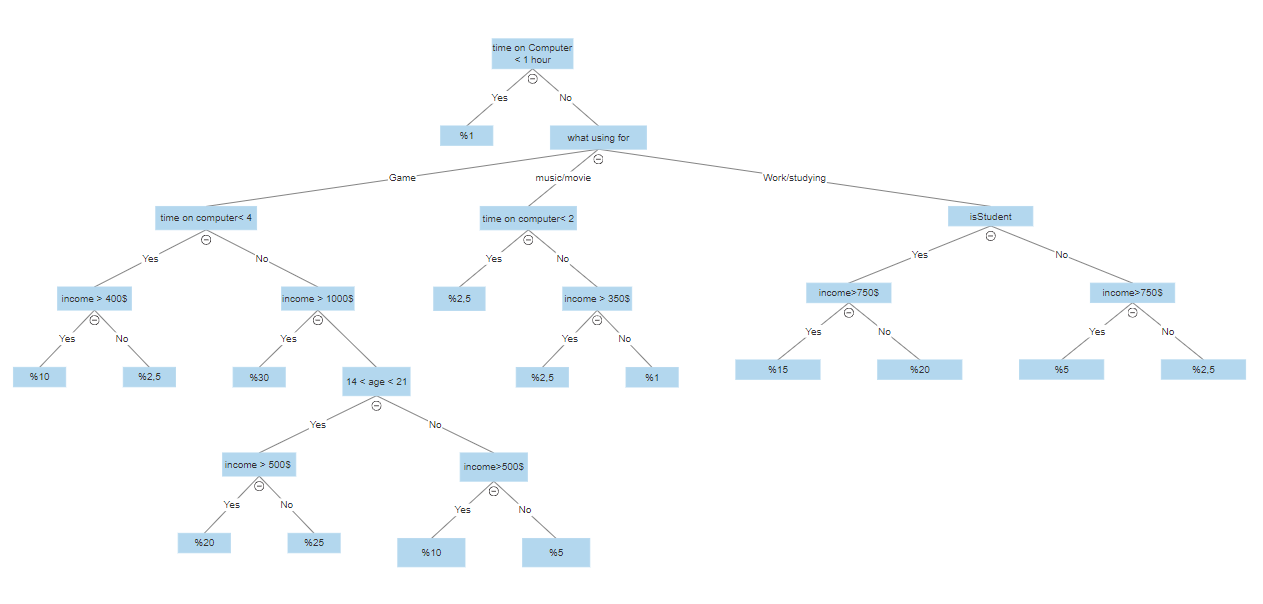 time on Computer
< 1 hour
Yes
No
%1
what using for
Game
music/movie
Work/studying
time on computer< 4
time on computer< 2
isStudent
Yes
No
Yes
No
Yes
No
income > 400$
income > 1000$
%2,5
income > 350$
income>750$
income>750$
Yes
No
Yes
Yes
No
Yes
No
Yes
No
%10
%2,5
%30
14 < age < 21
%2,5
%1
%15
%20
%5
%2,5
Yes
No
income > 500$
income>500$
Yes
No
Yes
No
%20
%25
%10
%5